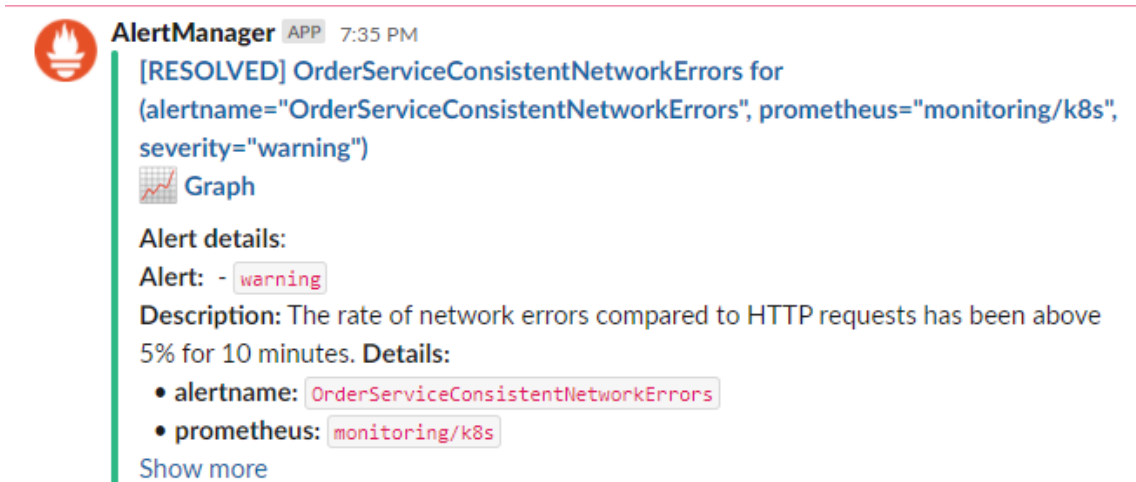 AlertManager APP 7:35 PM
[RESOLVED] OrderServiceConsistentNetworkErrors for
(alertname="OrderServiceConsistentNetworkErrors", prometheus="monitoring/k8s",
severity="warning")
Graph
Alert details:
Alert: - warning
Description: The rate of network errors compared to HTTP requests has been above
5% for 10 minutes. Details:
• alertname: OrderServiceConsistentNetworkErrors
• prometheus: monitoring/k8s
Show more